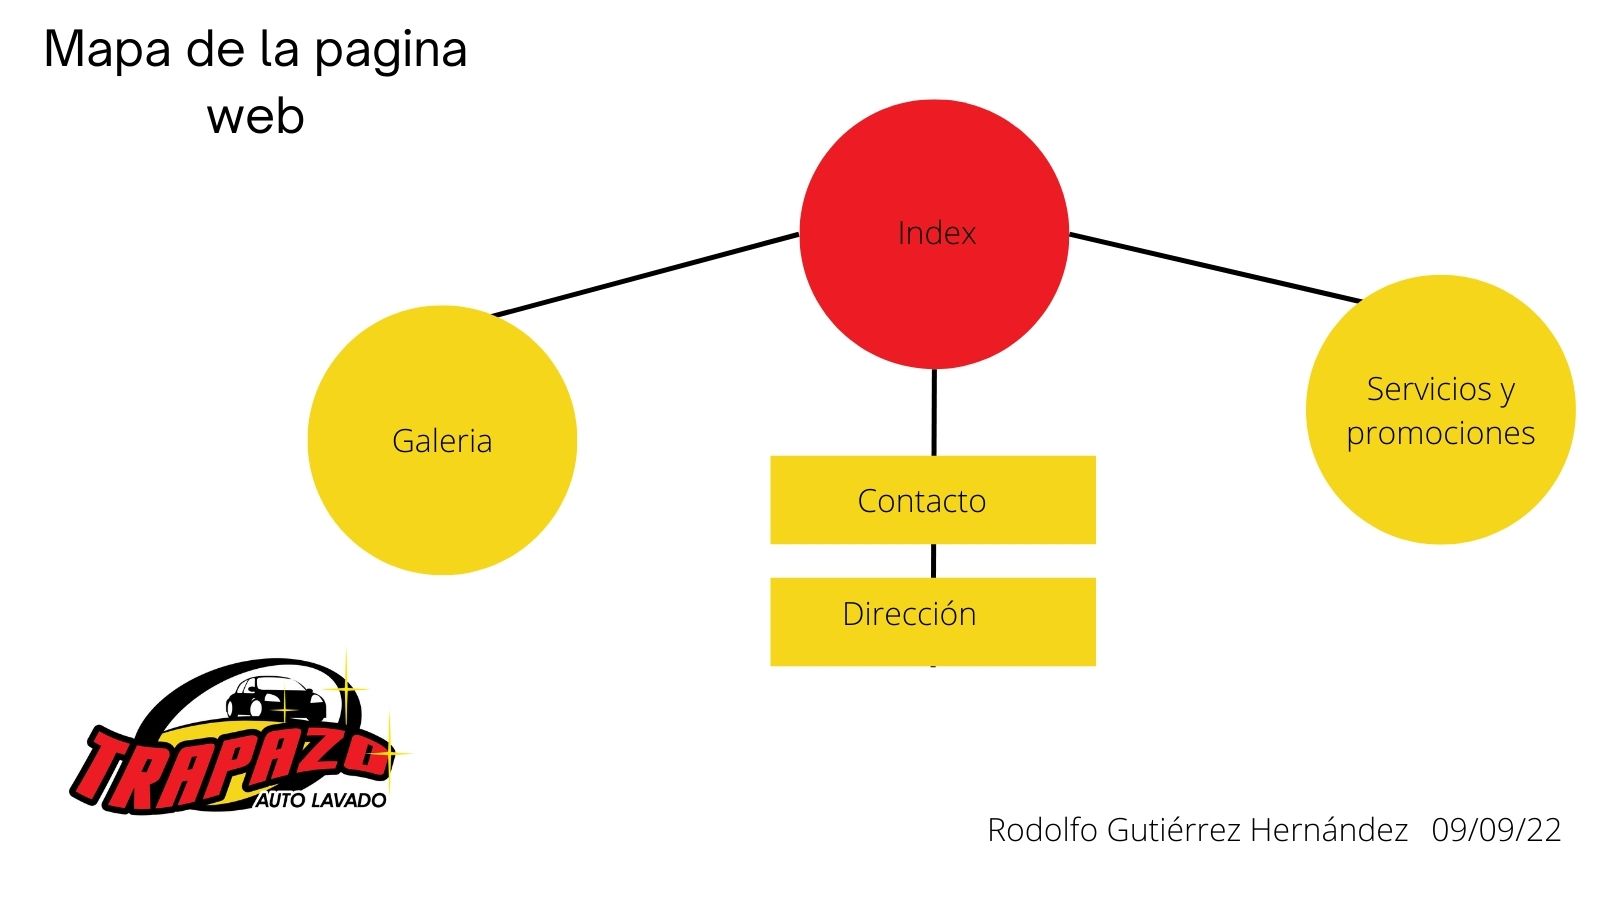 Mapa de la pagina
web
Index
Galeria
Servicios y
promociones
Contacto
Dirección
TRAPAZO
AUTO LAVADO
Rodolfo Gutiérrez Hernández 09/09/22